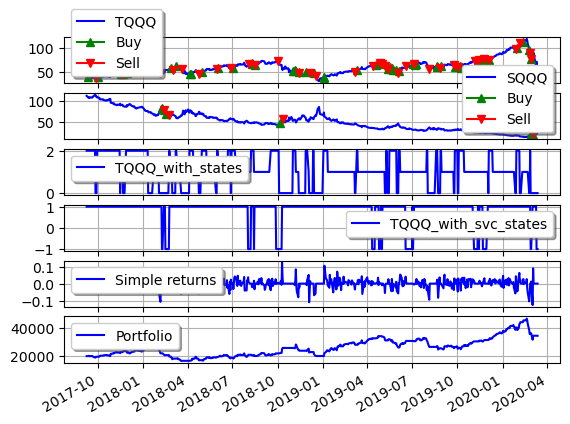 TQQQ
Buy
Sell
100
50
SQQQ
Buy
Sell
100
50
TQQQ_with_states
2
0
TQQQ_with_svc_states
1
0
−1
Simple returns
0.1
0.0
−0.1
Portfolio
40000
20000
2017-10 2018-01 2018-04 2018-07 2018-10 2019-01 2019-04 2019-07 2019-10 2020-01 2020-04